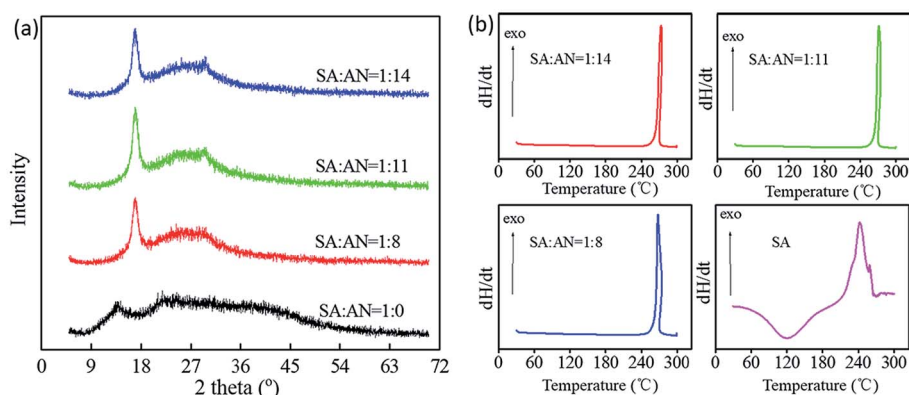 (a)
SA:AN=1:14
SA:AN=1:11
SA:AN=1:8
SA:AN=1:0
Intensity
0 9 18 27 36 45 54 63 72
2 theta (°)
(b)
exo
SA:AN=1:14
dH/dt
0 60 120 180 240 300
Temperature (℃)
exo
SA:AN=1:11
dH/dt
0 60 120 180 240 300
Temperature (℃)
exo
SA:AN=1:8
dH/dt
0 60 120 180 240 300
Temperature (℃)
exo
SA
dH/dt
0 60 120 180 240 300
Temperature (℃)